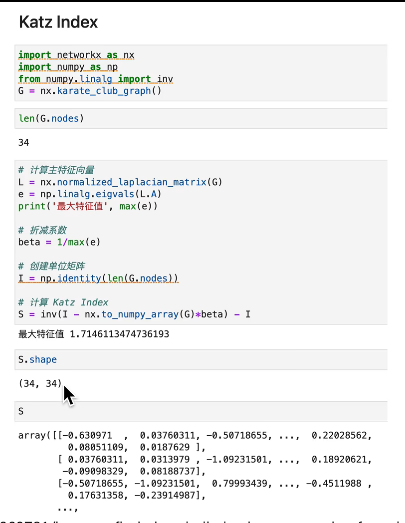 Katz Index
import networkx as nx
import numpy as np
from numpy.linalg import inv
G = nx.karate_club_graph()
len(G.nodes)
34
# 计算主特征向量
L = nx.normalized_laplacian_matrix(G)
e = np.linalg.eigvals(L.A)
print('最大特征值', max(e))
# 折减系数
beta = 1/max(e)
# 创建单位矩阵
I = np.identity(len(G.nodes))
# 计算 Katz Index
S = inv(I - nx.to_numpy_array(G)*beta) - I
最大特征值 1.7146113474736193
S.shape
(34, 34)
S
array([[-0.630971  ,  0.03760311, -0.50718655, ...,  0.22028562,
0.08051109,  0.0187629 ],
[ 0.03760311,  0.0313979 , -1.09231501, ...,  0.18920621,
-0.09098329,  0.08188737],
[-0.50718655, -1.09231501,  0.79993439, ..., -0.4511988 ,
0.17631358, -0.23914987],
...,